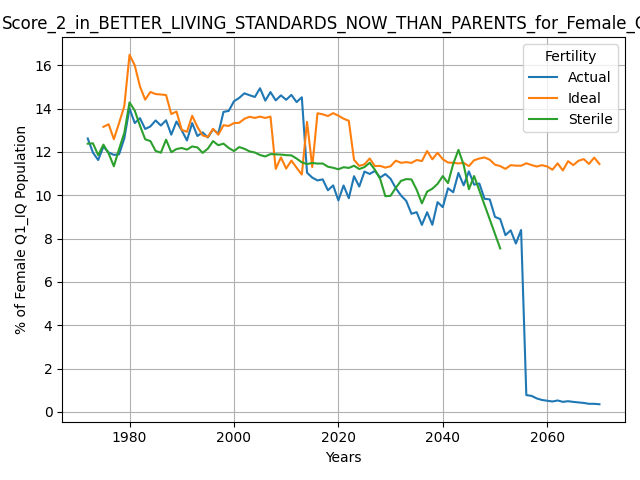 Score_2_in_BETTER_LIVING_STANDARDS_NOW_THAN_PARENTS_for_Female_
Fertility
Actual
Ideal
Sterile
% of Female Q1_IQ Population
16
14
12
10
8
6
4
2
0
1980 2000 2020 2040 2060
Years